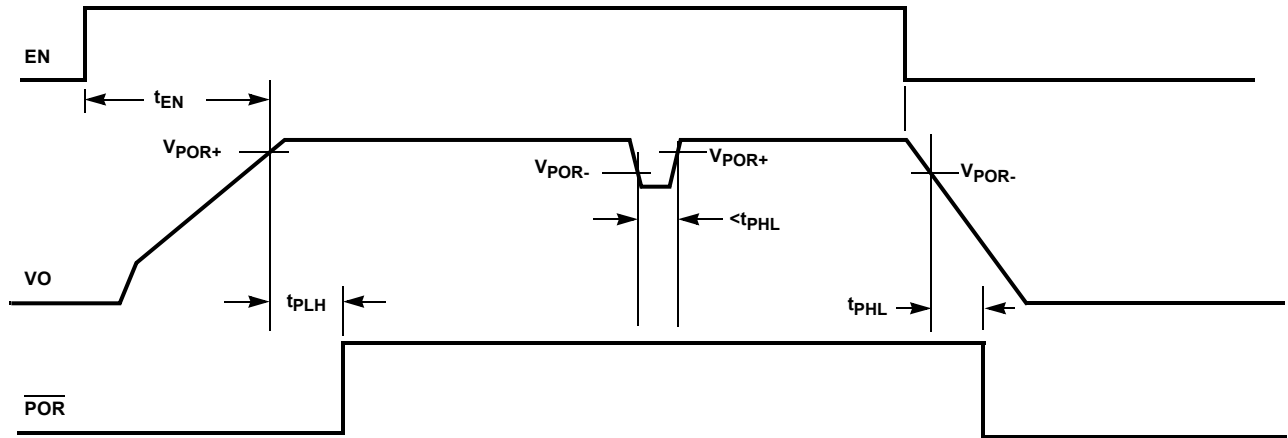 EN
tEN
VPOR+
VPOR-
VPOR+
VPOR-
<tPHL
VO
tPLH
tPHL
POR